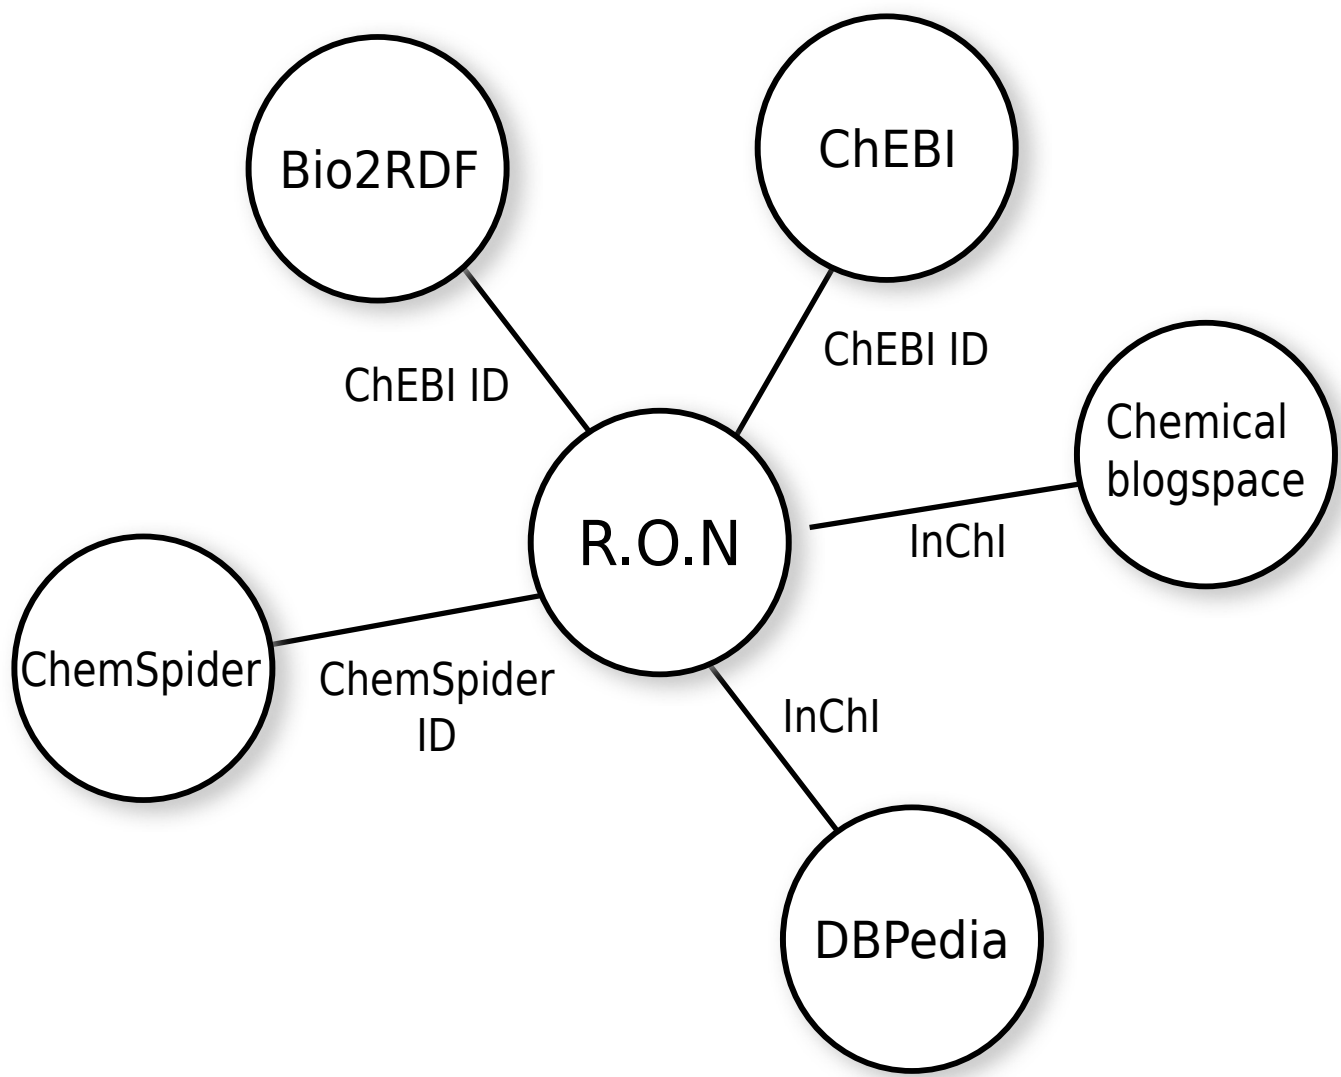 ChEBI
Bio2RDF
ChEBI ID
ChEBI ID
Chemical
blogspace
R.O.N
InChI
ChemSpider
ChemSpider
ID
InChI
DBPedia